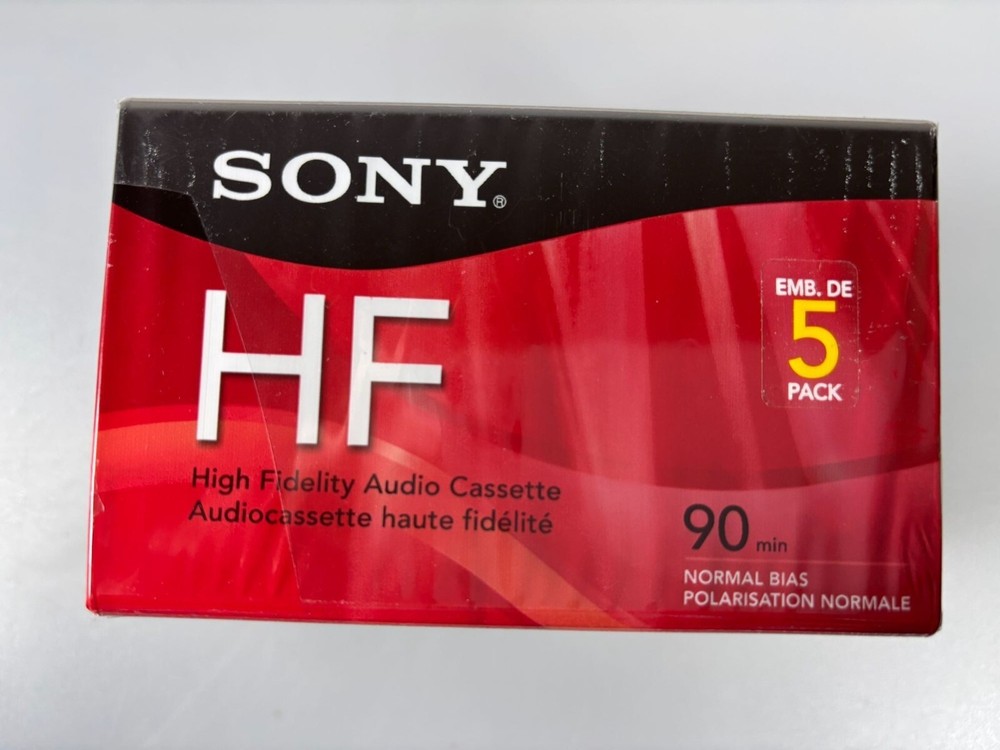 SONY®
HF
High Fidelity Audio Cassette
Audiocassette haute fidélité
EMB. DE
5
PACK
90 min
NORMAL BIAS
POLARISATION NORMALE